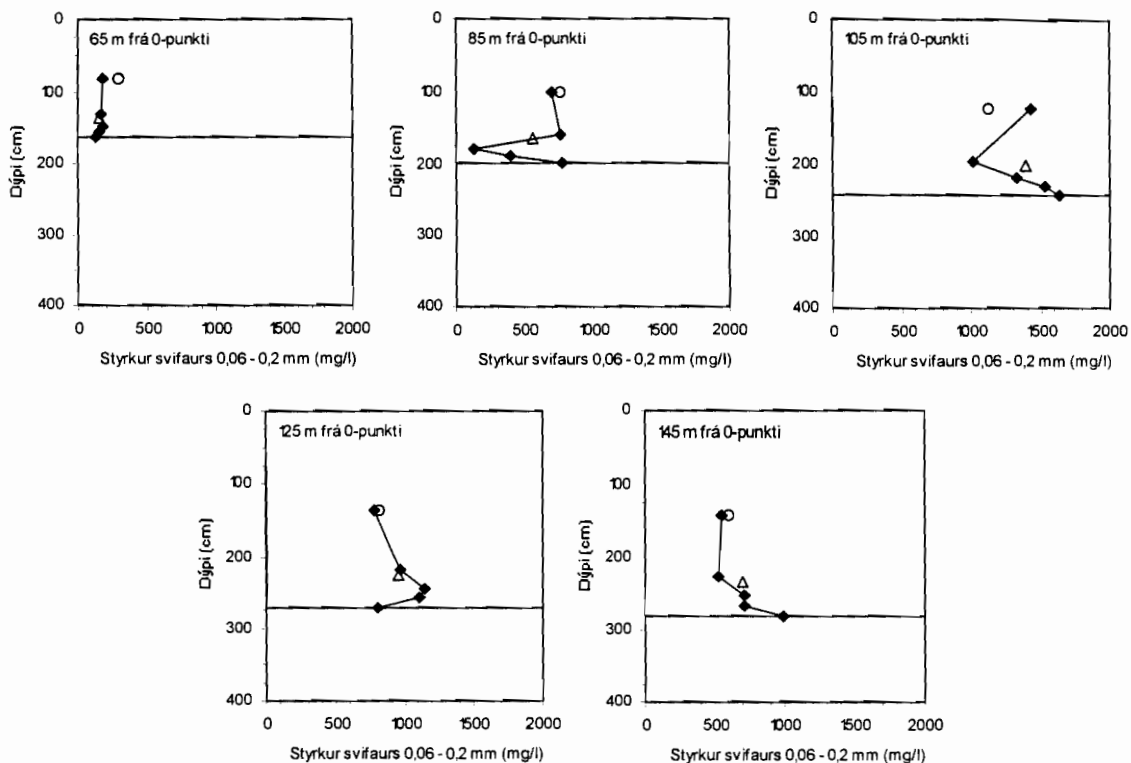 65 m frá 0-punkti
0
100
200
300
400
Dýpi (cm)
0 500 1000 1500 2000
Styrkur svifaurs 0,06 - 0,2 mm (mg/l)
85 m frá 0-punkti
0
100
200
300
400
Dýpi (cm)
0 500 1000 1500 2000
Styrkur svifaurs 0,06 - 0,2 mm (mg/l)
105 m frá 0-punkti
0
100
200
300
400
Dýpi (cm)
0 500 1000 1500 2000
Styrkur svifaurs 0,06 - 0,2 mm (mg/l)
125 m frá 0-punkti
0
100
200
300
400
Dýpi (cm)
0 500 1000 1500 2000
Styrkur svifaurs 0,06 - 0,2 mm (mg/l)
145 m frá 0-punkti
0
100
200
300
400
Dýpi (cm)
0 500 1000 1500 2000
Styrkur svifaurs 0,06 - 0,2 mm (mg/l)